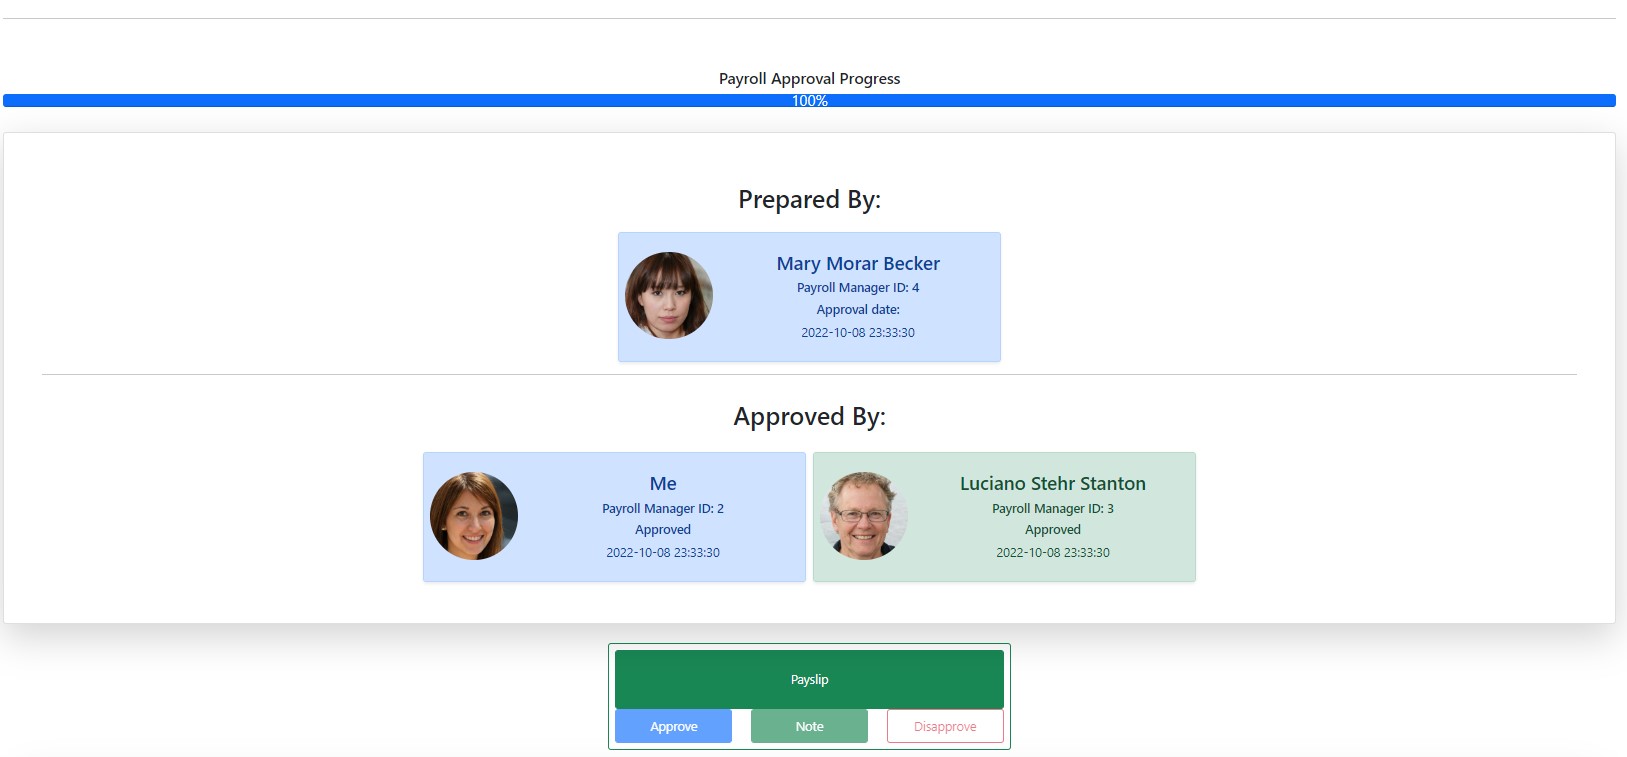 Payroll Approval Progress
100%
Prepared By:
Mary Morar Becker
Payroll Manager ID: 4
Approval date:
2022-10-08 23:33:30
Approved By:
Me
Payroll Manager ID: 2
Approved
2022-10-08 23:33:30
Luciano Stehr Stanton
Payroll Manager ID: 3
Approved
2022-10-08 23:33:30
Payslip
Approve
Note
Disapprove